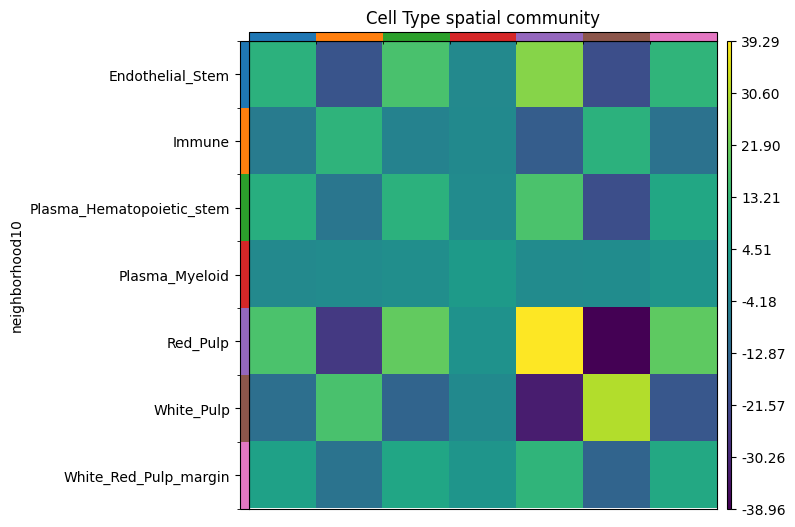 Cell Type spatial community
Endothelial_Stem
Immune
Plasma_Hematopoietic_stem
Plasma_Myeloid
Red_Pulp
White_Pulp
White_Red_Pulp_margin
neighborhood10
39.29
30.60
21.90
13.21
4.51
-4.18
-12.87
-21.57
-30.26
-38.96